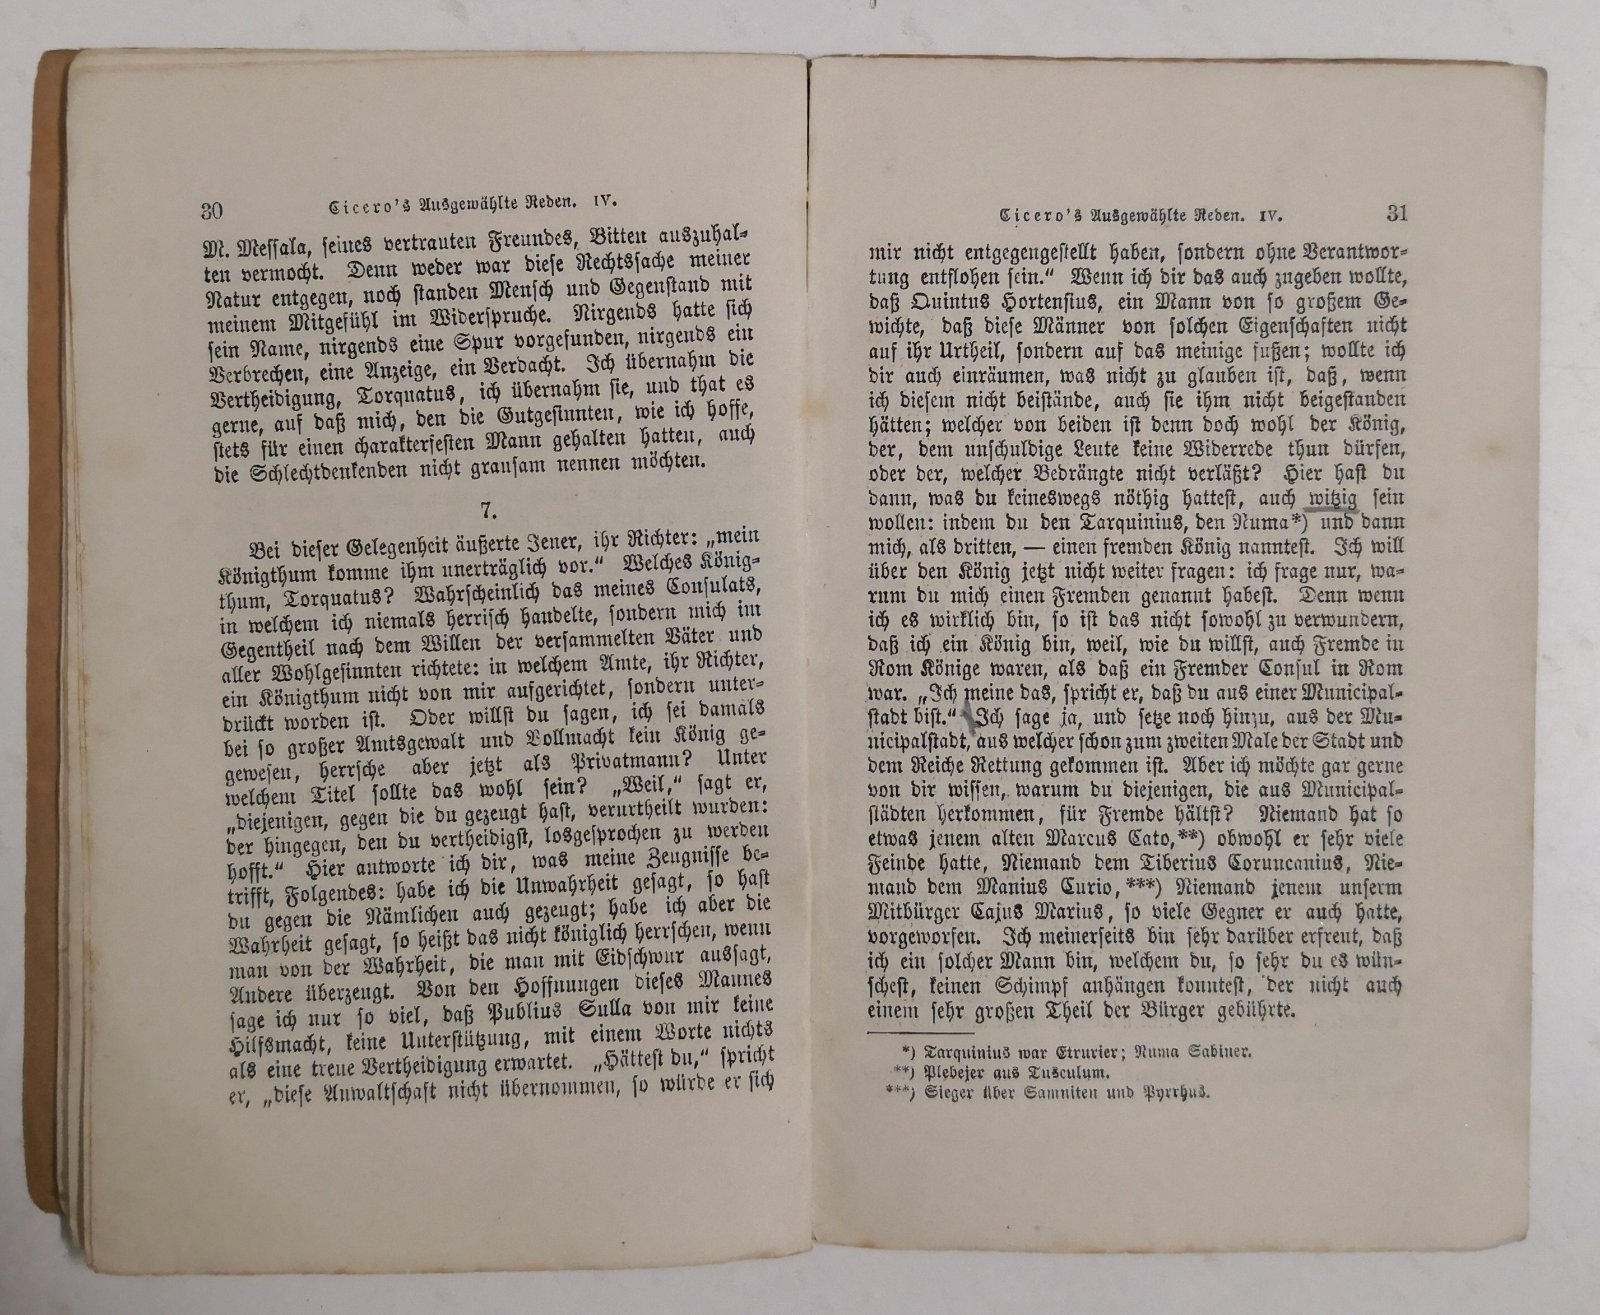 30
Cicero's Ausgewählte Reden. IV.
M. Messala, seines vertrauten Freundes, Bitten auszuhal-
ten vermocht. Denn weder war diese Rechtssache meiner
Natur entgegen, noch standen Mensch und Gegenstand mit
meinem Mitgefühl im Widerspruche. Nirgends hatte sich
sein Name, nirgends eine Spur vorgefunden, nirgends ein
Verbrechen, eine Anzeige, ein Verdacht. Ich übernahm die
Vertheidigung, Torquatus, ich übernahm sie, und that es
gerne, auf daß mich, den die Gutgesinnten, wie ich hoffe,
stets für einen charakterfesten Mann gehalten hatten, auch
die Schlechtdenkenden nicht grausam nennen möchten.
7.
Bei dieser Gelegenheit äußerte Jener, ihr Richter: „mein
Königthum komme ihm unerträglich vor.“ Welches König-
thum, Torquatus? Wahrscheinlich das meines Consulats,
in welchem ich niemals herrisch handelte, sondern mich im
Gegentheil nach dem Willen der versammelten Väter und
aller Wohlgesinnten richtete: in welchem Amte, ihr Richter,
ein Königthum nicht von mir aufgerichtet, sondern unter-
drückt worden ist. Oder willst du sagen, ich sei damals
bei so großer Amtsgewalt und Vollmacht kein König ge-
gewesen, herrsche aber jetzt als Privatmann? Unter
welchem Titel sollte das wohl sein? „Weil,“ sagt er,
„diejenigen, gegen die du gezeugt hast, verurtheilt wurden:
der hingegen, den du vertheidigst, losgesprochen zu werden
hofft.“ Hier antworte ich dir, was meine Zeugnisse be-
trifft, Folgendes: habe ich die Unwahrheit gesagt, so hast
du gegen die Nämlichen auch gezeugt; habe ich aber die
Wahrheit gesagt, so heißt das nicht königlich herrschen, wenn
man von der Wahrheit, die man mit Eidschwur aussagt,
Andere überzeugt. Von den Hoffnungen dieses Mannes
sage ich nur so viel, daß Publius Sulla von mir keine
Hilfsmacht, keine Unterstützung, mit einem Worte nichts
als eine treue Vertheidigung erwartet. „Hättest du,“ spricht
er, „diese Anwaltschaft nicht übernommen, so würde er sich
Cicero's Ausgewählte Reden. IV.
31
mir nicht entgegengestellt haben, sondern ohne Verantwor-
tung entflohen sein.“ Wenn ich dir das auch zugeben wollte,
daß Quintus Hortensius, ein Mann von so großem Ge-
wichte, daß diese Männer von solchen Eigenschaften nicht
auf ihr Urtheil, sondern auf das meinige fußen; wollte ich
dir auch einräumen, was nicht zu glauben ist, daß, wenn
ich diesem nicht beistände, auch sie ihm nicht beigestanden
hätten; welcher von beiden ist denn doch wohl der König,
der, dem unschuldige Leute keine Widerrede thun dürfen,
oder der, welcher Bedrängte nicht verläßt? Hier hast du
dann, was du keineswegs nöthig hattest, auch witzig sein
wollen: indem du den Tarquinius, den Numa*) und dann
mich, als dritten, — einen fremden König nanntest. Ich will
über den König jetzt nicht weiter fragen: ich frage nur, wa-
rum du mich einen Fremden genannt habest. Denn wenn
ich es wirklich bin, so ist das nicht sowohl zu verwundern,
daß ich ein König bin, weil, wie du willst, auch Fremde in
Rom Könige waren, als daß ein Fremder Consul in Rom
war. „Ich meine das, spricht er, daß du aus einer Municipal-
stadt bist.“ Ich sage ja, und setze noch hinzu, aus der Mu-
nicipalstadt, aus welcher schon zum zweiten Male der Stadt und
dem Reiche Rettung gekommen ist. Aber ich möchte gar gerne
von dir wissen, warum du diejenigen, die aus Municipal-
städten herkommen, für Fremde hältst? Niemand hat so
etwas jenem alten Marcus Cato,**) obwohl er sehr viele
Feinde hatte, Niemand dem Tiberius Coruncanius, Nie-
mand dem Manius Curio,***) Niemand jenem unserm
Mitbürger Cajus Marius, so viele Gegner er auch hatte,
vorgeworfen. Ich meinerseits bin sehr darüber erfreut, daß
ich ein solcher Mann bin, welchem du, so sehr du es wün-
schest, keinen Schimpf anhängen konntest, der nicht auch
einem sehr großen Theil der Bürger gebührte.
*) Tarquinius war Etrurier; Numa Sabiner.
**) Plebejer aus Tusculum.
***) Sieger über Samniten und Pyrrhus.